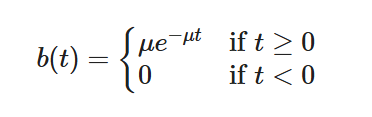 b(t) = { μe^{−μt} if t ≥ 0
0 if t < 0